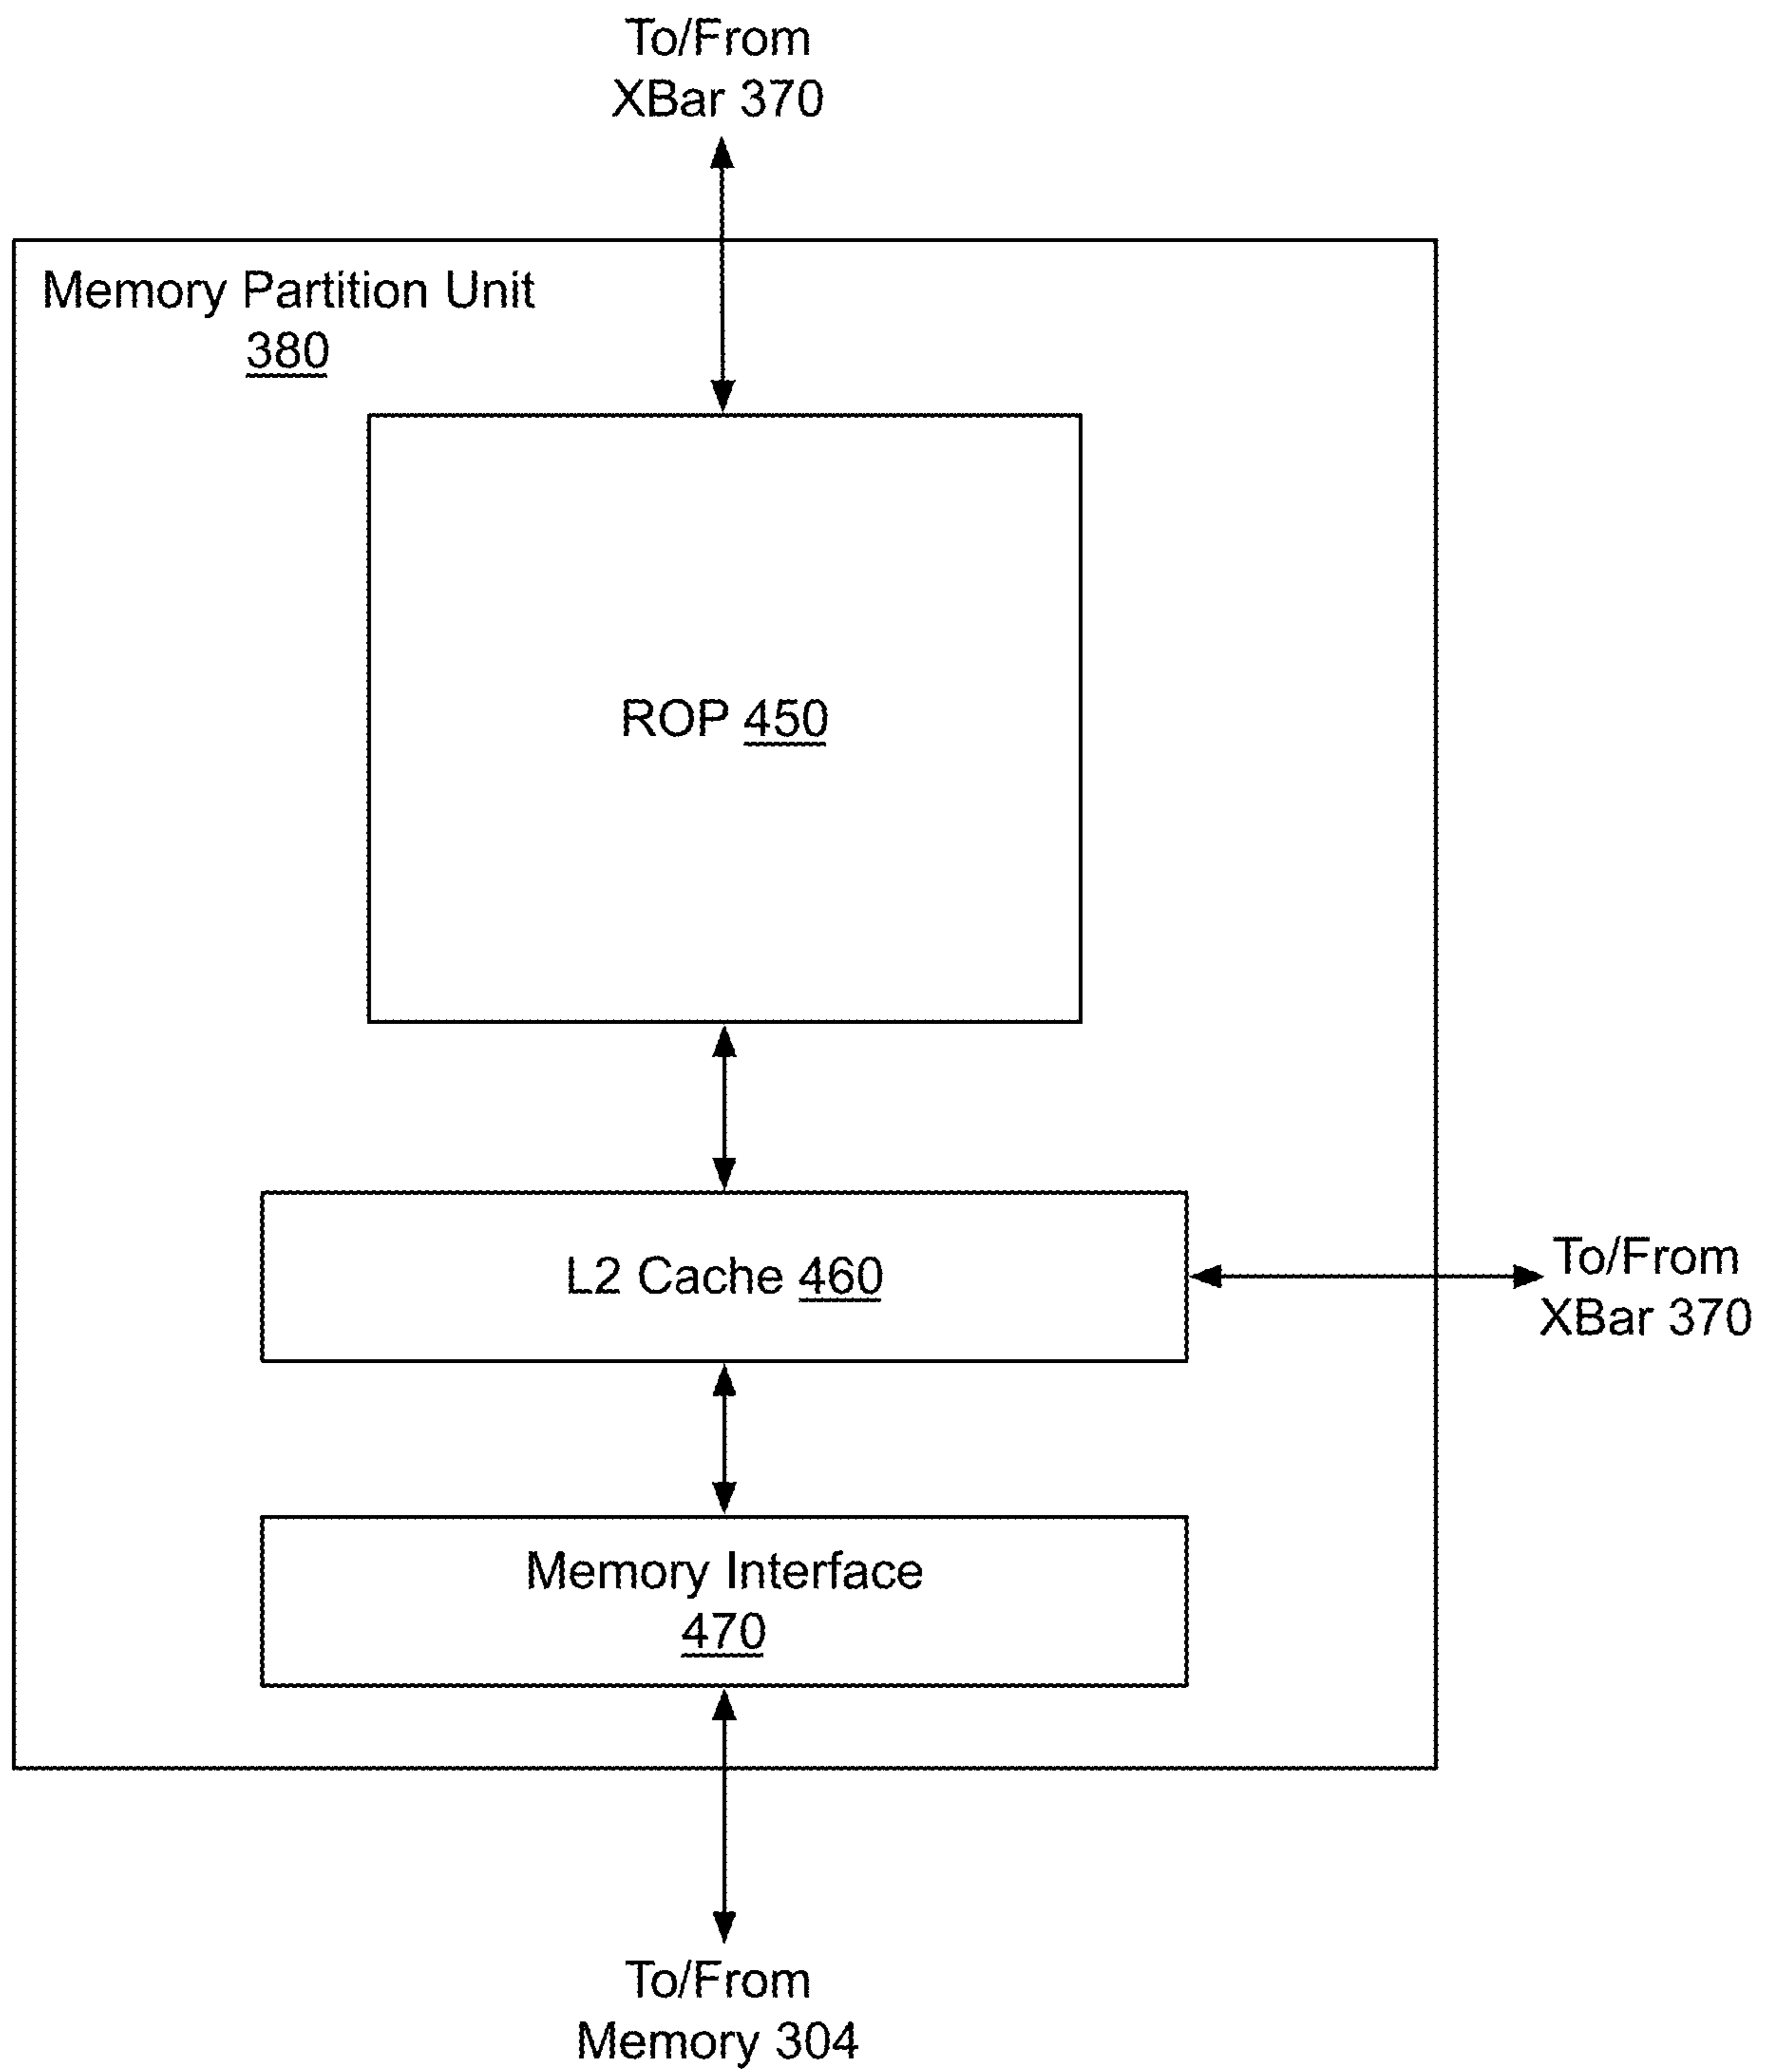 To/From
XBar 370
Memory Partition Unit
380
ROP 450
L2 Cache 460
To/From
XBar 370
Memory Interface
470
To/From
Memory 304